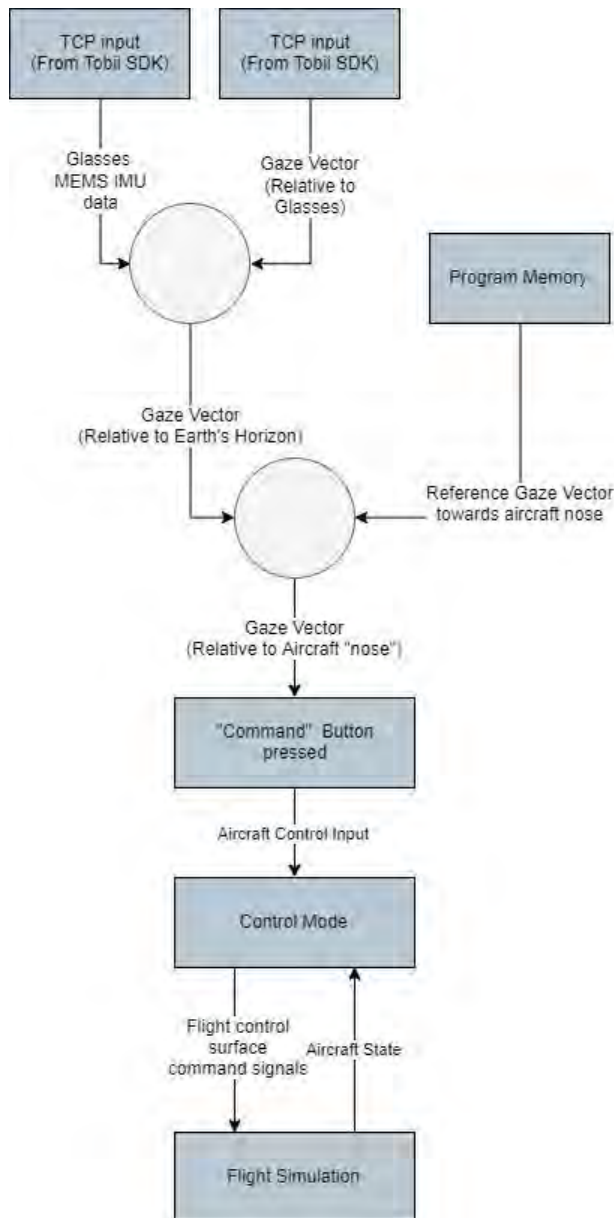 TCP input
(From Tobii SDK)
TCP input
(From Tobii SDK)
Glasses
MEMS IMU
data
Gaze Vector
(Relative to
Glasses)
Program Memory
Gaze Vector
(Relative to Earth's Horizon)
Reference Gaze Vector
towards aircraft nose
Gaze Vector
(Relative to Aircraft "nose")
"Command" Button
pressed
Aircraft Control Input
Control Mode
Flight control
surface
command signals
Aircraft State
Flight Simulation